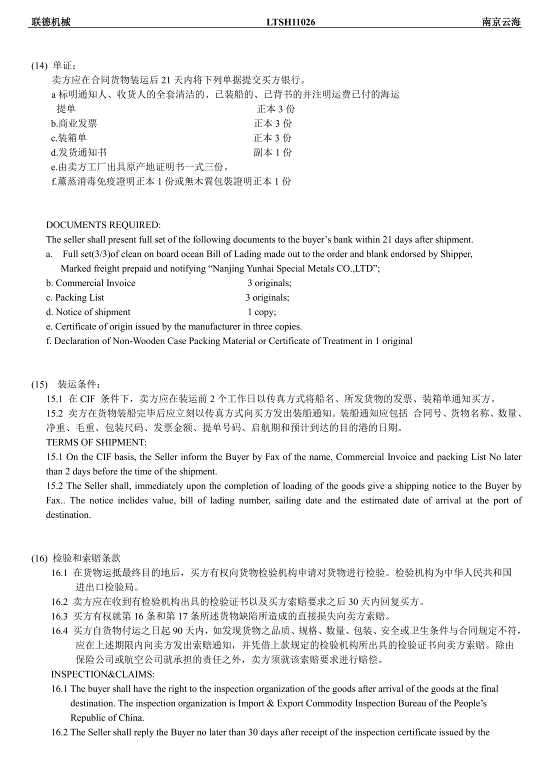 联德机械 LTSH11026 南京云海
(14) 单证：
卖方应在合同货物装运后 21 天内将下列单据提交买方银行。
a 标明通知人、收货人的全套清洁的、已装船的、已背书的并注明运费已付的海运
提单 正本 3 份
b.商业发票 正本 3 份
c.装箱单 正本 3 份
d.发货通知书 副本 1 份
e.由卖方工厂出具原产地证明书一式三份。
f.薰蒸消毒免疫證明正本 1 份或無木質包裝證明正本 1 份
DOCUMENTS REQUIRED:
The seller shall present full set of the following documents to the buyer's bank within 21 days after shipment.
a. Full set(3/3)of clean on board ocean Bill of Lading made out to the order and blank endorsed by Shipper,
Marked freight prepaid and notifying “Nanjing Yunhai Special Metals CO.,LTD”;
b. Commercial Invoice 3 originals;
c. Packing List 3 originals;
d. Notice of shipment 1 copy;
e. Certificate of origin issued by the manufacturer in three copies.
f. Declaration of Non-Wooden Case Packing Material or Certificate of Treatment in 1 original
(15) 装运条件：
15.1 在 CIF 条件下，卖方应在装运前 2 个工作日以传真方式将船名、所发货物的发票、装箱单通知买方。
15.2 卖方在货物装船完毕后应立刻以传真方式向买方发出装船通知。装船通知应包括 合同号、货物名称、数量、
净重、毛重、包装尺码、发票金额、提单号码、启航期和预计到达的目的港的日期。
TERMS OF SHIPMENT:
15.1 On the CIF basis, the Seller inform the Buyer by Fax of the name, Commercial Invoice and packing List No later
than 2 days before the time of the shipment.
15.2 The Seller shall, immediately upon the completion of loading of the goods give a shipping notice to the Buyer by
Fax.. The notice inclides value, bill of lading number, sailing date and the estimated date of arrival at the port of
destination.
(16) 检验和索赔条款
16.1 在货物运抵最终目的地后，买方有权向货物检验机构申请对货物进行检验。检验机构为中华人民共和国
进出口检验局。
16.2 卖方应在收到有检验机构出具的检验证书以及买方索赔要求之后 30 天内回复买方。
16.3 买方有权就第 16 条和第 17 条所述货物缺陷所造成的直接损失向卖方索赔。
16.4 买方自货物付运之日起 90 天内，如发现货物之品质、规格、数量、包装、安全或卫生条件与合同规定不符，
应在上述期限内向卖方发出索赔通知，并凭借上款规定的检验机构所出具的检验证书向卖方索赔。除由
保险公司或航空公司就承担的责任之外，卖方须就该索赔要求进行赔偿。
INSPECTION&CLAIMS:
16.1 The buyer shall have the right to the inspection organization of the goods after arrival of the goods at the final
destination. The inspection organization is Import & Export Commodity Inspection Bureau of the People's
Republic of China.
16.2 The Seller shall reply the Buyer no later than 30 days after receipt of the inspection certificate issued by the